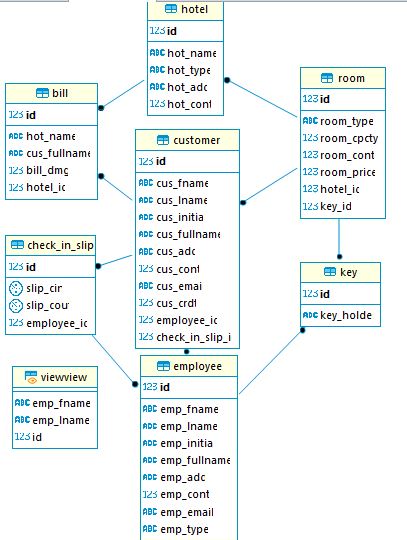 hotel
123 id
ABC hot_name
ABC hot_type
ABC hot_adc
123 hot_cont
bill
123 id
ABC hot_name
ABC cus_fullname
123 bill_dmg
123 hotel_ic
room
123 id
ABC room_type
123 room_cpcty
123 room_cont
123 room_price
123 hotel_ic
123 key_id
customer
123 id
ABC cus_fname
ABC cus_lname
ABC cus_initia
ABC cus_fullname
ABC cus_adc
123 cus_cont
ABC cus_emai
ABC cus_crdt
123 employee_ic
123 check_in_slip_i
check_in_slip
123 id
slip_cin
slip_cou
123 employee_id
key
123 id
ABC key_holde
viewview
ABC emp_fname
ABC emp_lname
123 id
employee
123 id
ABC emp_fname
ABC emp_lname
ABC emp_initia
ABC emp_fullname
ABC emp_adc
123 emp_cont
ABC emp_email
ABC emp_type